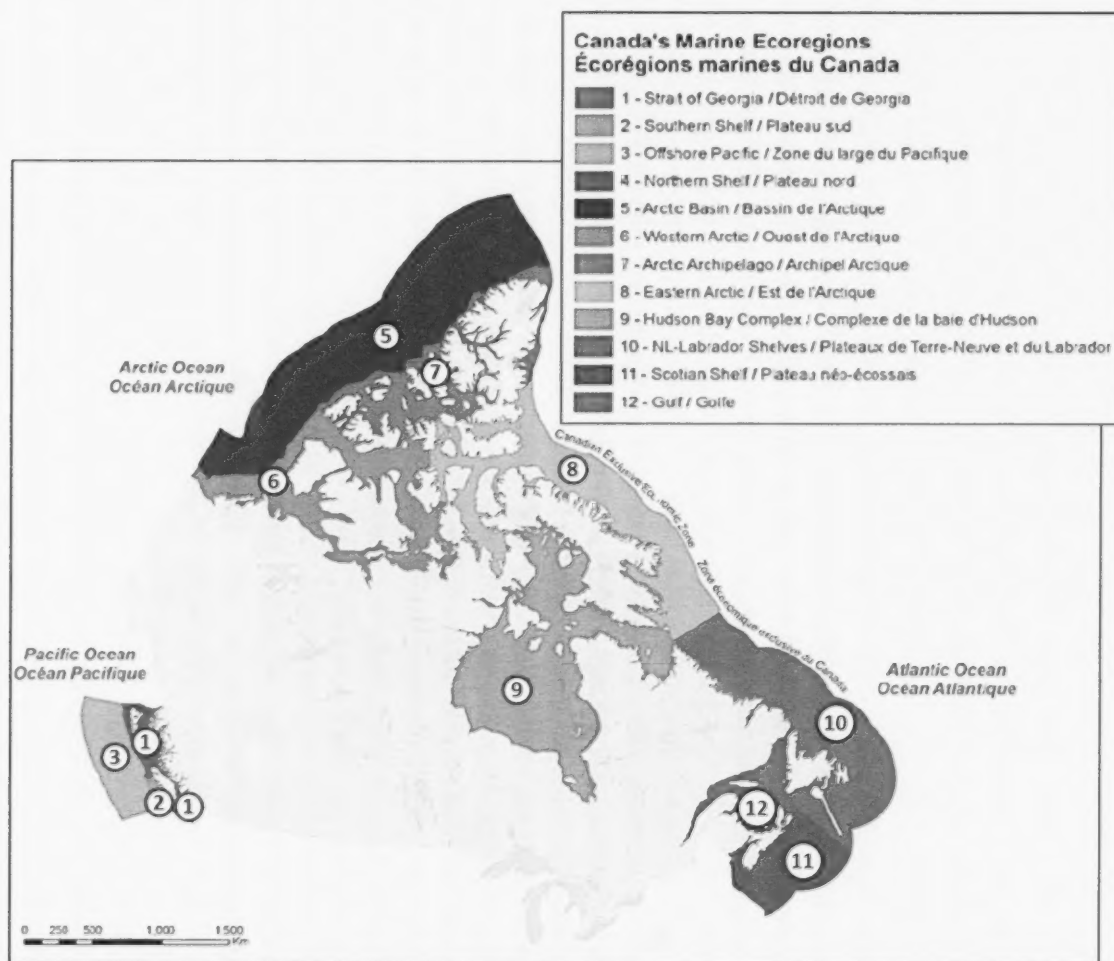 Canada's Marine Ecoregions
Écorégions marines du Canada
1 - Strait of Georgia / Détroit de Georgia
2 - Southern Shelf / Plateau sud
3 - Offshore Pacific / Zone du large du Pacifique
4 - Northern Shelf / Plateau nord
5 - Arctic Basin / Bassin de l'Arctique
6 - Western Arctic / Ouest de l'Arctique
7 - Arctic Archipelago / Archipel Arctique
8 - Eastern Arctic / Est de l'Arctique
9 - Hudson Bay Complex / Complexe de la baie d'Hudson
10 - NL-Labrador Shelves / Plateaux de Terre-Neuve et du Labrador
11 - Scotian Shelf / Plateau néo-écossais
12 - Gulf / Golfe
5
Arctic Ocean
Océan Arctique
7
Canadian Exclusive Economic Zone
8
6
Zone économique exclusive du Canada
Pacific Ocean
Océan Pacifique
Atlantic Ocean
Océan Atlantique
9
10
1
3
2
1
12
11
0 250 500 1,000 1,500
Km